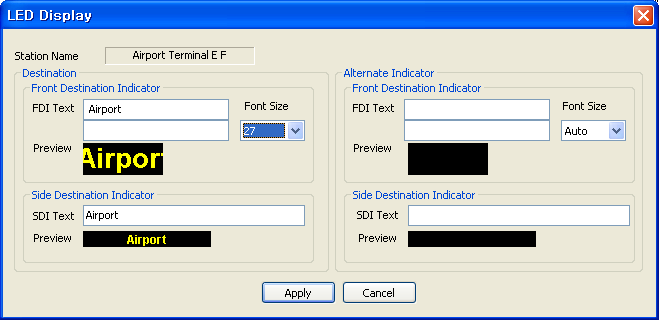 LED Display
Station Name Airport Terminal E F
Destination
Front Destination Indicator
FDI Text Airport Font Size
27
Preview Airport
Side Destination Indicator
SDI Text Airport
Preview Airport
Alternate Indicator
Front Destination Indicator
FDI Text Font Size
Auto
Preview
Side Destination Indicator
SDI Text
Preview
Apply Cancel